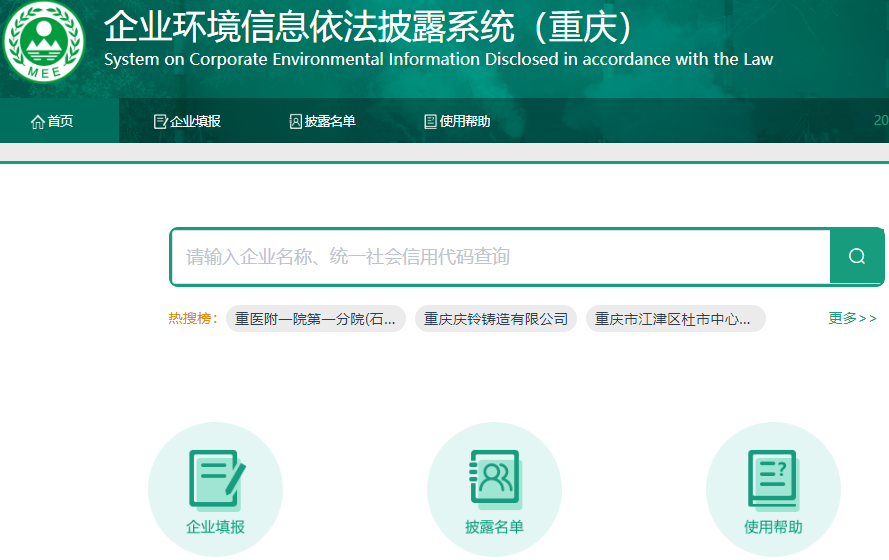 企业环境信息依法披露系统（重庆）
System on Corporate Environmental Information Disclosed in accordance with the Law
MEE
首页 企业填报 披露名单 使用帮助 20
请输入企业名称、统一社会信用代码查询
热搜榜： 重医附一院第一分院(石... 重庆庆铃铸造有限公司 重庆市江津区杜市中心... 更多>>
企业填报 披露名单 使用帮助